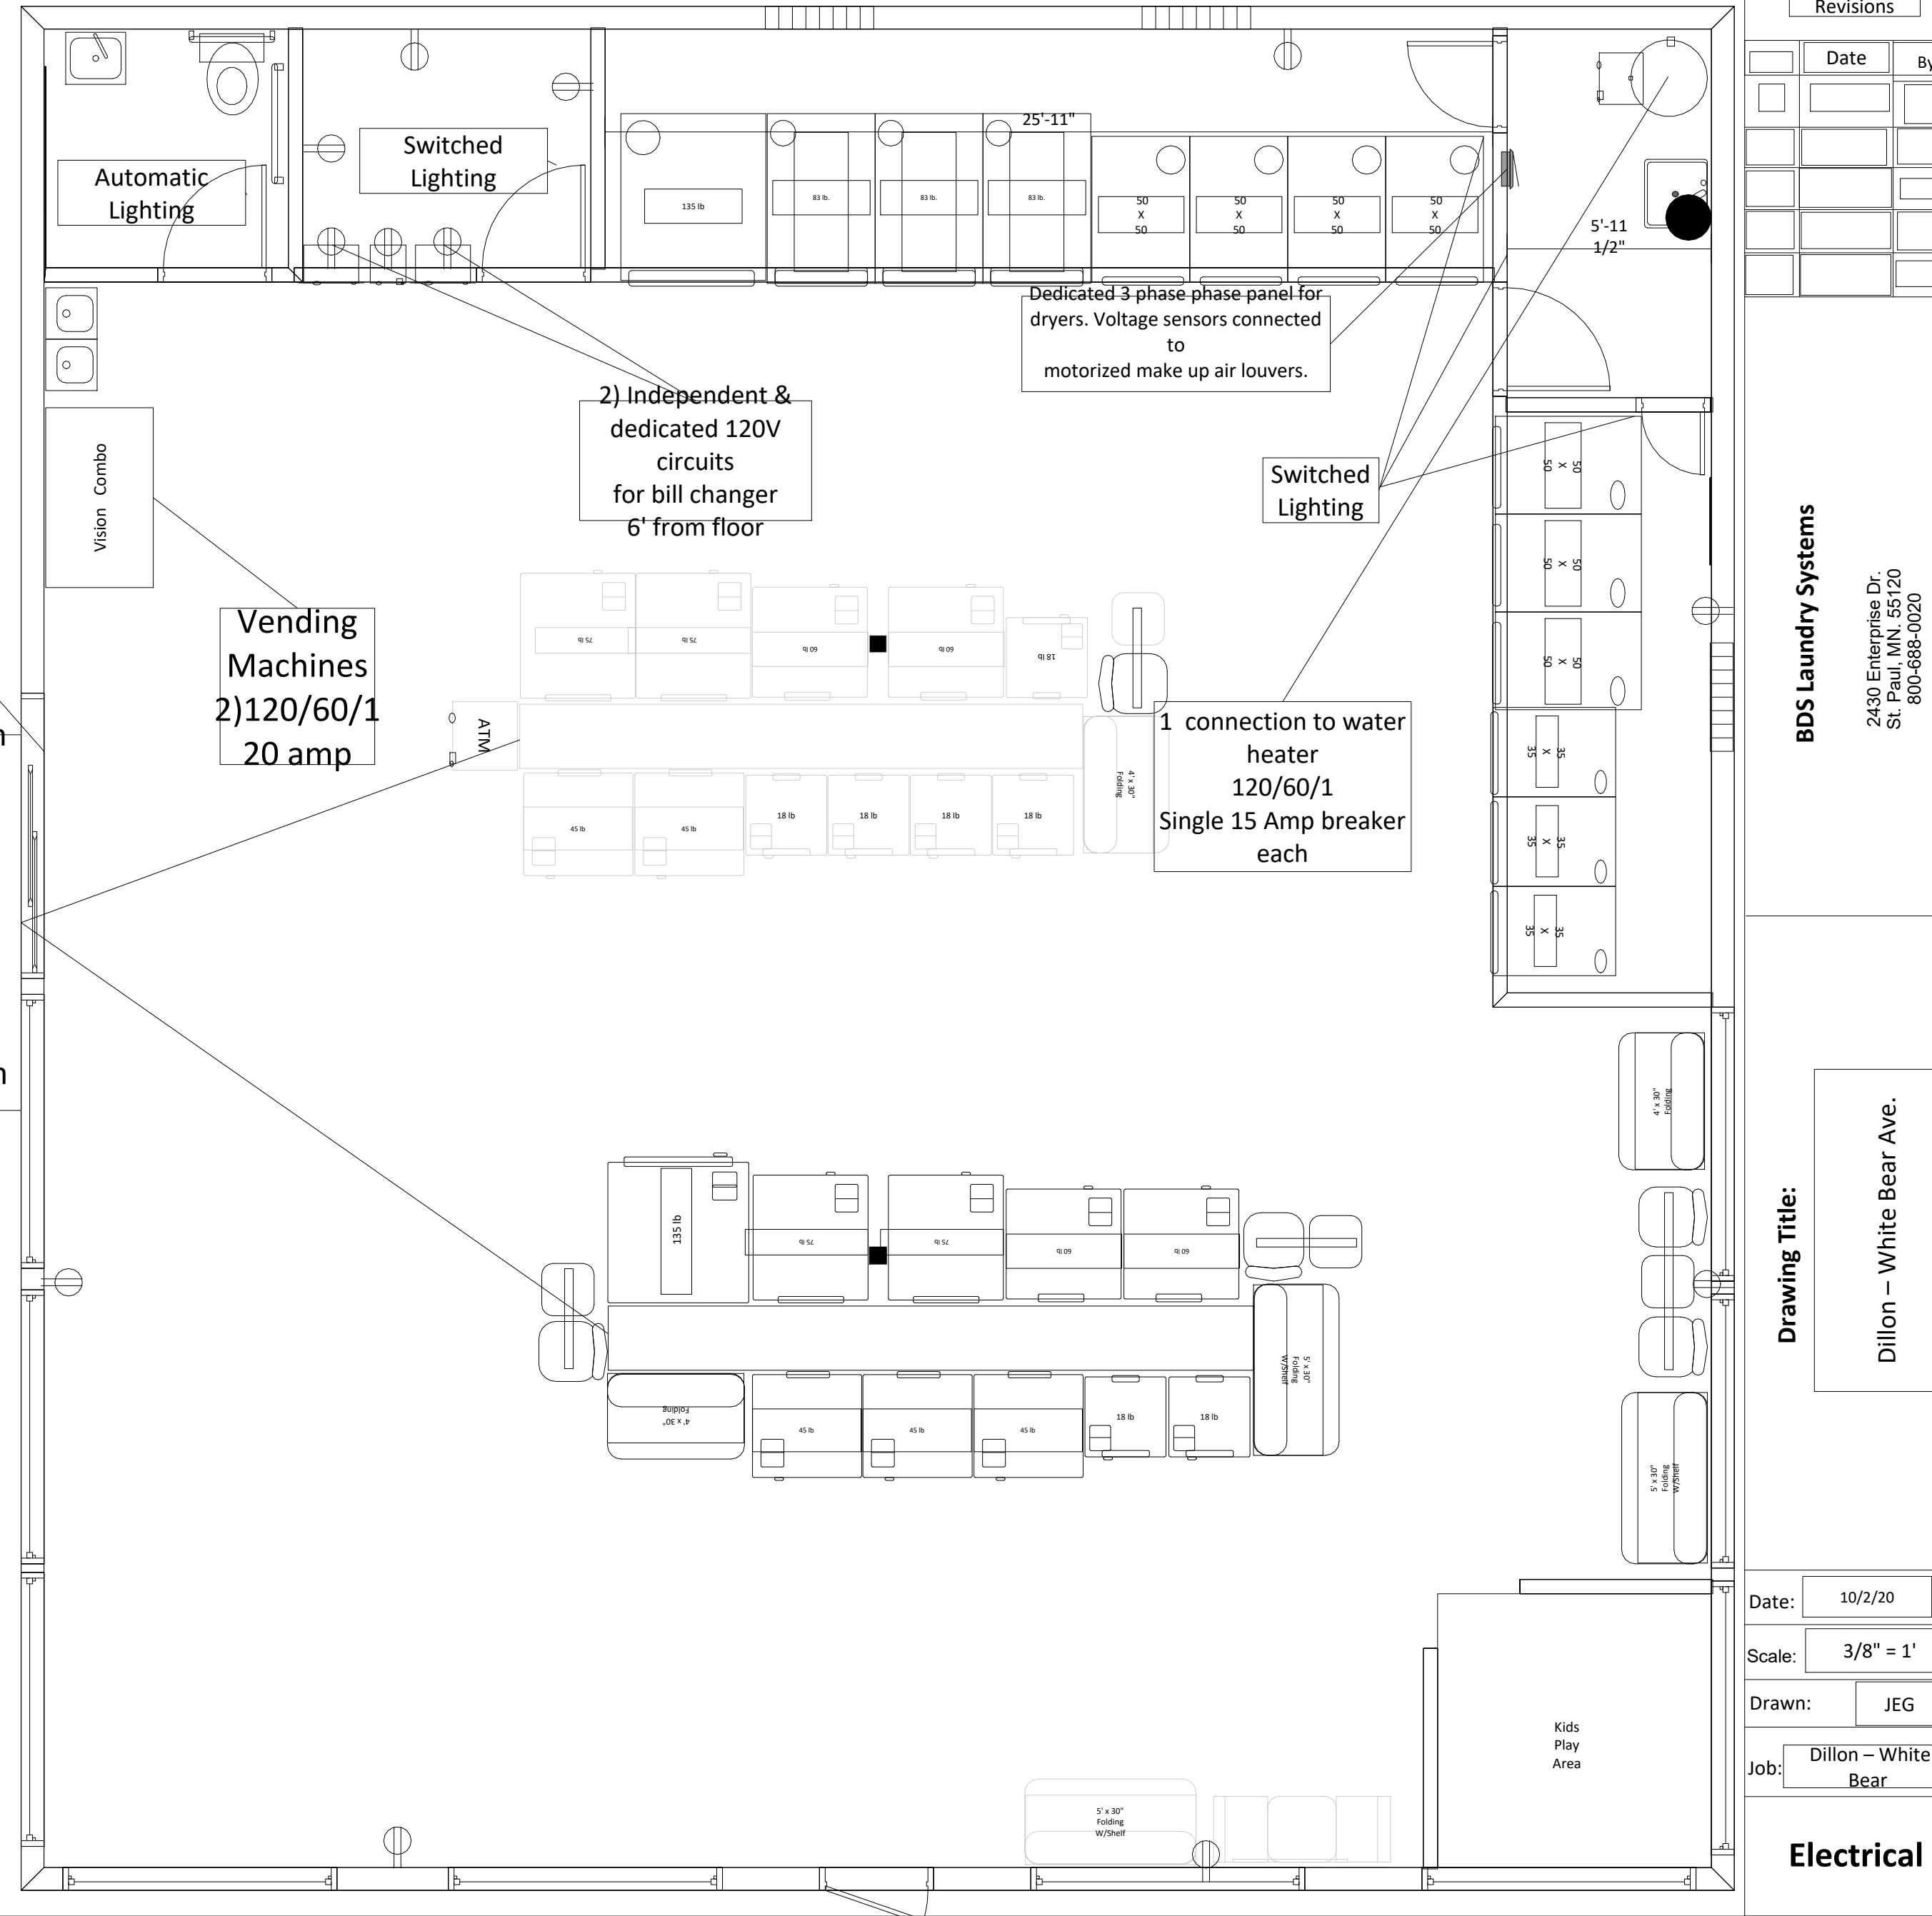 Revisions
Date
By
Automatic
Lighting
Switched
Lighting
25'-11"
135 lb
83 lb.
83 lb.
83 lb.
50
X
50
50
X
50
50
X
50
50
X
50
5'-11
1/2"
Dedicated 3 phase phase panel for
dryers. Voltage sensors connected
to
motorized make up air louvers.
2) Independent &
dedicated 120V
circuits
for bill changer
6' from floor
Switched
Lighting
Vision Combo
Vending
Machines
2)120/60/1
20 amp
50 X 50
50 X 50
50 X 50
35 X 35
35 X 35
35 X 35
75 lb
75 lb
60 lb
60 lb
18 lb
ATM
4' x 30"
Folding
45 lb
45 lb
18 lb
18 lb
18 lb
18 lb
1 connection to water
heater
120/60/1
Single 15 Amp breaker
each
BDS Laundry Systems
2430 Enterprise Dr.
St. Paul, MN. 55120
800-688-0020
4' x 30"
Folding
135 lb
75 lb
75 lb
60 lb
60 lb
5' x 30"
Folding
W/Shelf
4' x 30"
Folding
45 lb
45 lb
45 lb
18 lb
18 lb
5' x 30"
Folding
W/Shelf
Drawing Title:
Dillon – White Bear Ave.
Kids
Play
Area
5' x 30"
Folding
W/Shelf
Date:
10/2/20
Scale:
3/8" = 1'
Drawn:
JEG
Job:
Dillon – White
Bear
Electrical